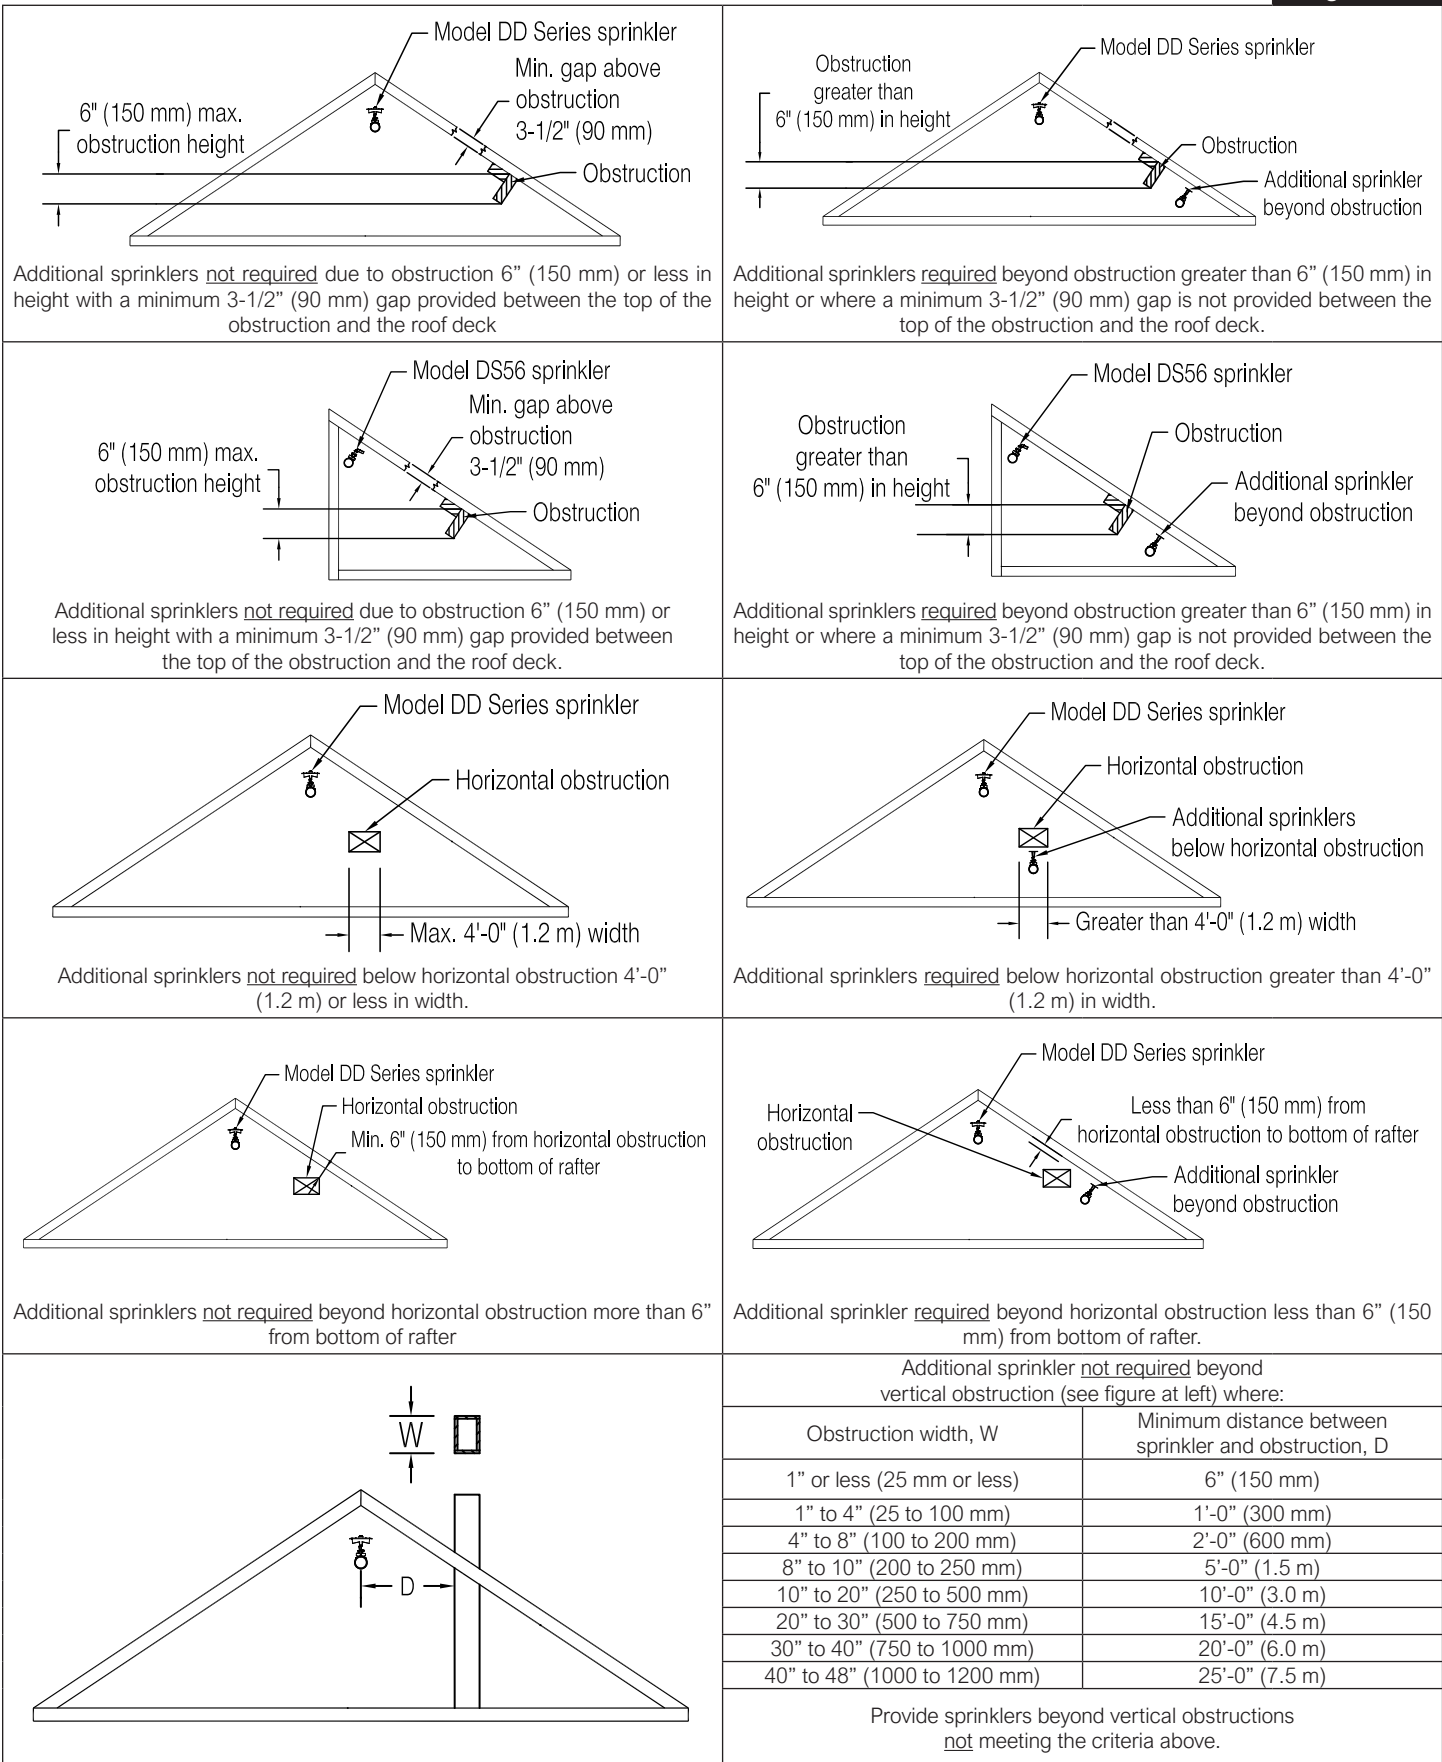 Model DD Series sprinkler
Min. gap above
obstruction
3-1/2" (90 mm)
6" (150 mm) max.
obstruction height
Obstruction
Additional sprinklers not required due to obstruction 6” (150 mm) or less in
height with a minimum 3-1/2” (90 mm) gap provided between the top of the
obstruction and the roof deck
Model DD Series sprinkler
Obstruction
greater than
6" (150 mm) in height
Obstruction
Additional sprinkler
beyond obstruction
Additional sprinklers required beyond obstruction greater than 6” (150 mm) in
height or where a minimum 3-1/2” (90 mm) gap is not provided between the
top of the obstruction and the roof deck.
Model DS56 sprinkler
Min. gap above
obstruction
3-1/2" (90 mm)
6" (150 mm) max.
obstruction height
Obstruction
Additional sprinklers not required due to obstruction 6” (150 mm) or
less in height with a minimum 3-1/2” (90 mm) gap provided between
the top of the obstruction and the roof deck.
Model DS56 sprinkler
Obstruction
greater than
6" (150 mm) in height
Obstruction
Additional sprinkler
beyond obstruction
Additional sprinklers required beyond obstruction greater than 6” (150 mm) in
height or where a minimum 3-1/2” (90 mm) gap is not provided between the
top of the obstruction and the roof deck.
Model DD Series sprinkler
Horizontal obstruction
Max. 4'-0" (1.2 m) width
Additional sprinklers not required below horizontal obstruction 4’-0”
(1.2 m) or less in width.
Model DD Series sprinkler
Horizontal obstruction
Additional sprinklers
below horizontal obstruction
Greater than 4'-0" (1.2 m) width
Additional sprinklers required below horizontal obstruction greater than 4’-0”
(1.2 m) in width.
Model DD Series sprinkler
Horizontal obstruction
Min. 6" (150 mm) from horizontal obstruction
to bottom of rafter
Additional sprinklers not required beyond horizontal obstruction more than 6”
from bottom of rafter
Model DD Series sprinkler
Horizontal
obstruction
Less than 6" (150 mm) from
horizontal obstruction to bottom of rafter
Additional sprinkler
beyond obstruction
Additional sprinkler required beyond horizontal obstruction less than 6” (150
mm) from bottom of rafter.
W
D
Additional sprinkler not required beyond
vertical obstruction (see figure at left) where:
Obstruction width, W
Minimum distance between
sprinkler and obstruction, D
1” or less (25 mm or less) 6” (150 mm)
1” to 4” (25 to 100 mm) 1’-0” (300 mm)
4” to 8” (100 to 200 mm) 2’-0” (600 mm)
8” to 10” (200 to 250 mm) 5’-0” (1.5 m)
10” to 20” (250 to 500 mm) 10’-0” (3.0 m)
20” to 30” (500 to 750 mm) 15’-0” (4.5 m)
30” to 40” (750 to 1000 mm) 20’-0” (6.0 m)
40” to 48” (1000 to 1200 mm) 25’-0” (7.5 m)
Provide sprinklers beyond vertical obstructions
not meeting the criteria above.